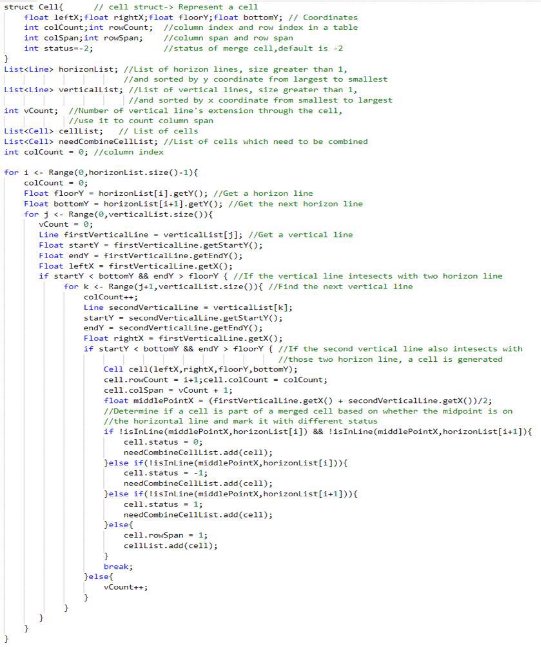 struct Cell{ // cell struct-> Represent a cell
float leftX;float rightX;float floorY;float bottomY; // Coordinates
int colCount;int rowCount; //column index and row index in a table
int colSpan;int rowSpan; //column span and row span
int status=-2; //status of merge cell,default is -2
}
List<Line> horizonList; //List of horizon lines, size greater than 1,
//and sorted by y coordinate from largest to smallest
List<Line> verticalList; //List of vertical lines, size greater than 1,
//and sorted by x coordinate from smallest to largest
int vCount; //Number of vertical line's extension through the cell,
//use it to count column span
List<Cell> cellList; // List of cells
List<Cell> needCombineCellList; //List of cells which need to be combined
int colCount = 0; //column index
for i <- Range(0,horizonList.size()-1){
colCount = 0;
Float floorY = horizonList[i].getY(); //Get a horizon line
Float bottomY = horizonList[i+1].getY(); //Get the next horizon line
for j <- Range(0,verticalList.size()){
vCount = 0;
Line firstVerticalLine = verticalList[j]; //Get a vertical line
Float startY = firstVerticalLine.getStartY();
Float endY = firstVerticalLine.getEndY();
Float leftX = firstVerticalLine.getX();
if startY < bottomY && endY > floorY { //If the vertical line intesects with two horizon line
for k <- Range(j+1,verticalList.size()){ //Find the next vertical line
colCount++;
Line secondVerticalLine = verticalList[k];
startY = secondVerticalLine.getStartY();
endY = secondVerticalLine.getEndY();
Float rightX = firstVerticalLine.getX();
if startY < bottomY && endY > floorY { //If the second vertical line also intesects with
//those two horizon line, a cell is generated
Cell cell(leftX,rightX,floorY,bottomY);
cell.rowCount = i+1;cell.colCount = colCount;
cell.colSpan = vCount + 1;
float middlePointX = (firstVerticalLine.getX() + secondVerticalLine.getX())/2;
//Determine if a cell is part of a merged cell based on whether the midpoint is on
//the horizontal line and mark it with different status
if !isInLine(middlePointX,horizonList[i]) && !isInLine(middlePointX,horizonList[i+1]){
cell.status = 0;
needCombineCellList.add(cell);
}else if(!isInLine(middlePointX,horizonList[i])){
cell.status = -1;
needCombineCellList.add(cell);
}else if(!isInLine(middlePointX,horizonList[i+1])){
cell.status = 1;
needCombineCellList.add(cell);
}else{
cell.rowSpan = 1;
cellList.add(cell);
}
break;
}else{
vCount++;
}
}
}
}
}